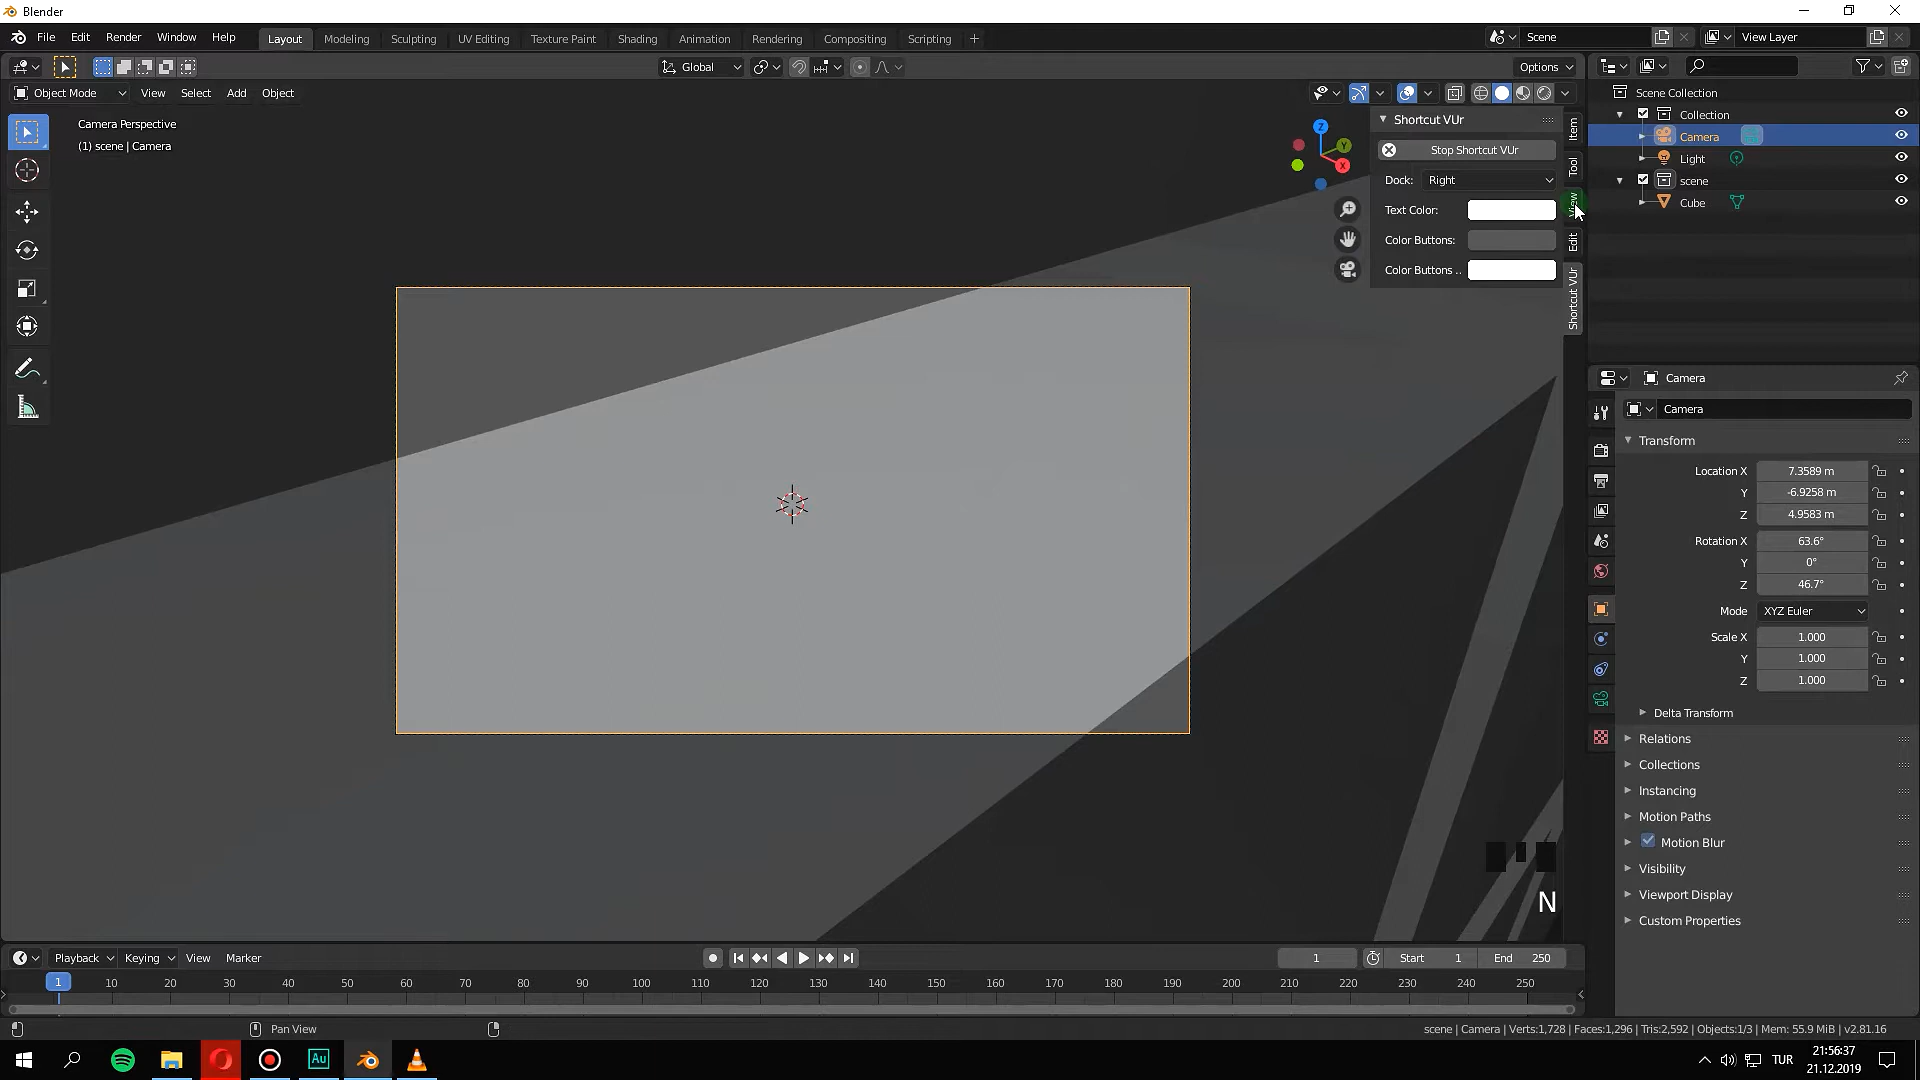 Blender
File Edit Render Window Help
Layout Modeling Sculpting UV Editing Texture Paint Shading Animation Rendering Compositing Scripting +
Scene
View Layer
Global
Options
Object Mode View Select Add Object
Camera Perspective
(1) scene | Camera
Z
Y
X
Shortcut VUr
Stop Shortcut VUr
Dock: Right
Text Color:
Color Buttons:
Color Buttons ..
Item
Tool
View
Edit
Shortcut VUr
Scene Collection
Collection
Camera
Light
scene
Cube
Camera
Camera
Transform
Location X 7.3589 m
Y -6.9258 m
Z 4.9583 m
Rotation X 63.6°
Y 0°
Z 46.7°
Mode XYZ Euler
Scale X 1.000
Y 1.000
Z 1.000
Delta Transform
Relations
Collections
Instancing
Motion Paths
Motion Blur
Visibility
Viewport Display
Custom Properties
N
Playback Keying View Marker
1 Start 1 End 250
1 10 20 30 40 50 60 70 80 90 100 110 120 130 140 150 160 170 180 190 200 210 220 230 240 250
Pan View
scene | Camera | Verts:1,728 | Faces:1,296 | Tris:2,592 | Objects:1/3 | Mem: 55.9 MiB | v2.81.16
Au
TUR
21:56:37
21.12.2019